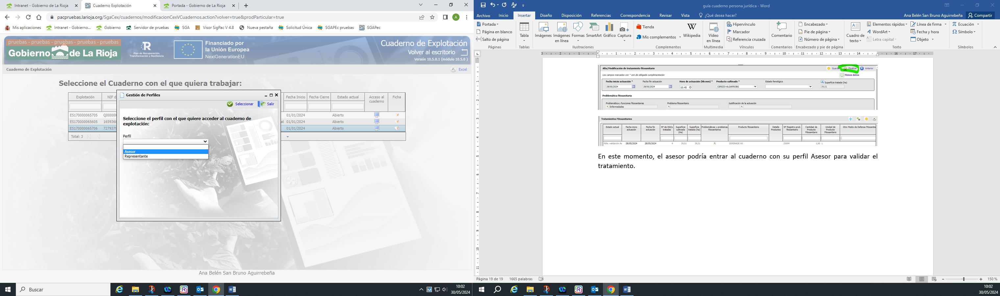 Intranet - Gobierno de La Rioja
Cuaderno Explotación
Portada - Gobierno de La Rioja
pacpruebas.larioja.org/SgaCex/cuadernos/modificacionCexVCuadernos.action?volver=true&prodParticular=true
A
Mis aplicaciones
Intranet - Gobierno...
Gobierno
Servidor de pruebas
SGA
Visor SigPac V 4.8
Nueva pestaña
Solicitud Única
SGAPEc pruebas
SGAPec
pruebas - pruebas - pruebas - pruebas - pruebas
Gobierno de La Rioja
R
Plan de Recuperación,
Transformación y Resiliencia
Financiado por
la Unión Europea
NextGenerationEU
Cuaderno de Explotación
Volver al escritorio
Versión 10.5.0.1 (módulo 10.5.0 )
Cuaderno de Explotación
Excel
Seleccione el Cuaderno con el que quiera trabajar:
Explotación
NIF d
Fecha Inicio
Fecha Cierre
Estado actual
Acceso al
cuaderno
Ficha
ES170000065705 Q000000 01/01/2024 Abierto
ES170000065605 1659368 ab 01/01/2024 Abierto
ES170000065706 7279379 01/01/2024 Abierto
Total: 3
Gestión de Perfiles
Seleccionar
Salir
Seleccione el perfil con el que quiere acceder al cuaderno de
explotación:
Perfil
Asesor
Representante
Ana Belén San Bruno Aguirrebeña
Buscar
10:02
30/05/2024
guía cuaderno persona jurídica - Word
Archivo
Inicio
Insertar
Diseño
Disposición
Referencias
Correspondencia
Revisar
Vista
¿Qué desea hacer?
Ana Belén San Bruno Aguirrebeña
Compartir
Portada
Página en blanco
Salto de página
Páginas
Tabla
Tablas
Imágenes
Imágenes
en línea
Formas
SmartArt
Gráfico
Captura
Ilustraciones
Tienda
Mis complementos
Wikipedia
Complementos
Vídeo
en línea
Multimedia
Hipervínculo
Marcador
Referencia cruzada
Vínculos
Comentario
Comentarios
Encabezado
Pie de página
Número de página
Encabezado y pie de página
Cuadro de
texto
Elementos rápidos
WordArt
Letra capital
Línea de firma
Fecha y hora
Objeto
Texto
Ecuación
Símbolo
Símbolos
Alta/Modificación de tratamiento fitosanitario
Guardar
Finalizar
Anterior
Los campos marcados con * son de obligada cumplimentación
Menos datos
Fecha inicio actuación *
Fecha fin actuación
Hora de actuación (hh:mm) *
Producto cultivado *
Estado fenológico
Superficie tratada (ha)
28/05/2024
28/05/2024
10:45
CEREZO-ALGARROBO
39,51
Problemática fitosanitaria
Problemática y funciones fitosanitarias
Problema fitosanitario
Justificación de la actuación
Enfermedades
Tratamientos Fitosanitarios
Estado actual
Fecha inicio
actuación
Fecha fin
actuación
Nº de DGCs
tratadas
Superficie
cultivada
(Ha)
Superficie
tratada (ha)
Problemáticas y problemas
fitosanitarios
Producto fitosanitario
Detalle
Productos
Nº Registro prod.
fitosanitario
Cantidad de
Producto
Fitosanitario
Unidad de
Producto
Fitosanitario
Otro Medio de Defensa Fitosanitar
Pdte. validación As 28/05/2024 28/05/2024 4 39,51 39,51 SERENADE AS 25094 1,00 L
En este momento, el asesor podría entrar al cuaderno con su perfil Asesor para validar el
tratamiento.
Página 19 de 19
1665 palabras
150 %
10:02
30/05/2024